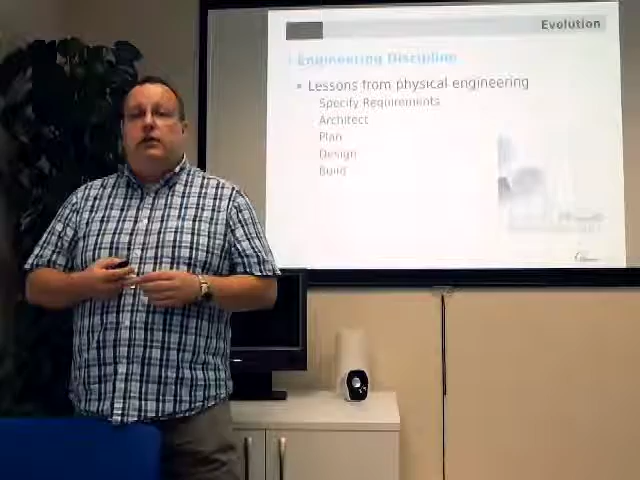 Evolution
Engineering Discipline
Lessons from physical engineering
Specify Requirements
Architect
Plan
Design
Build